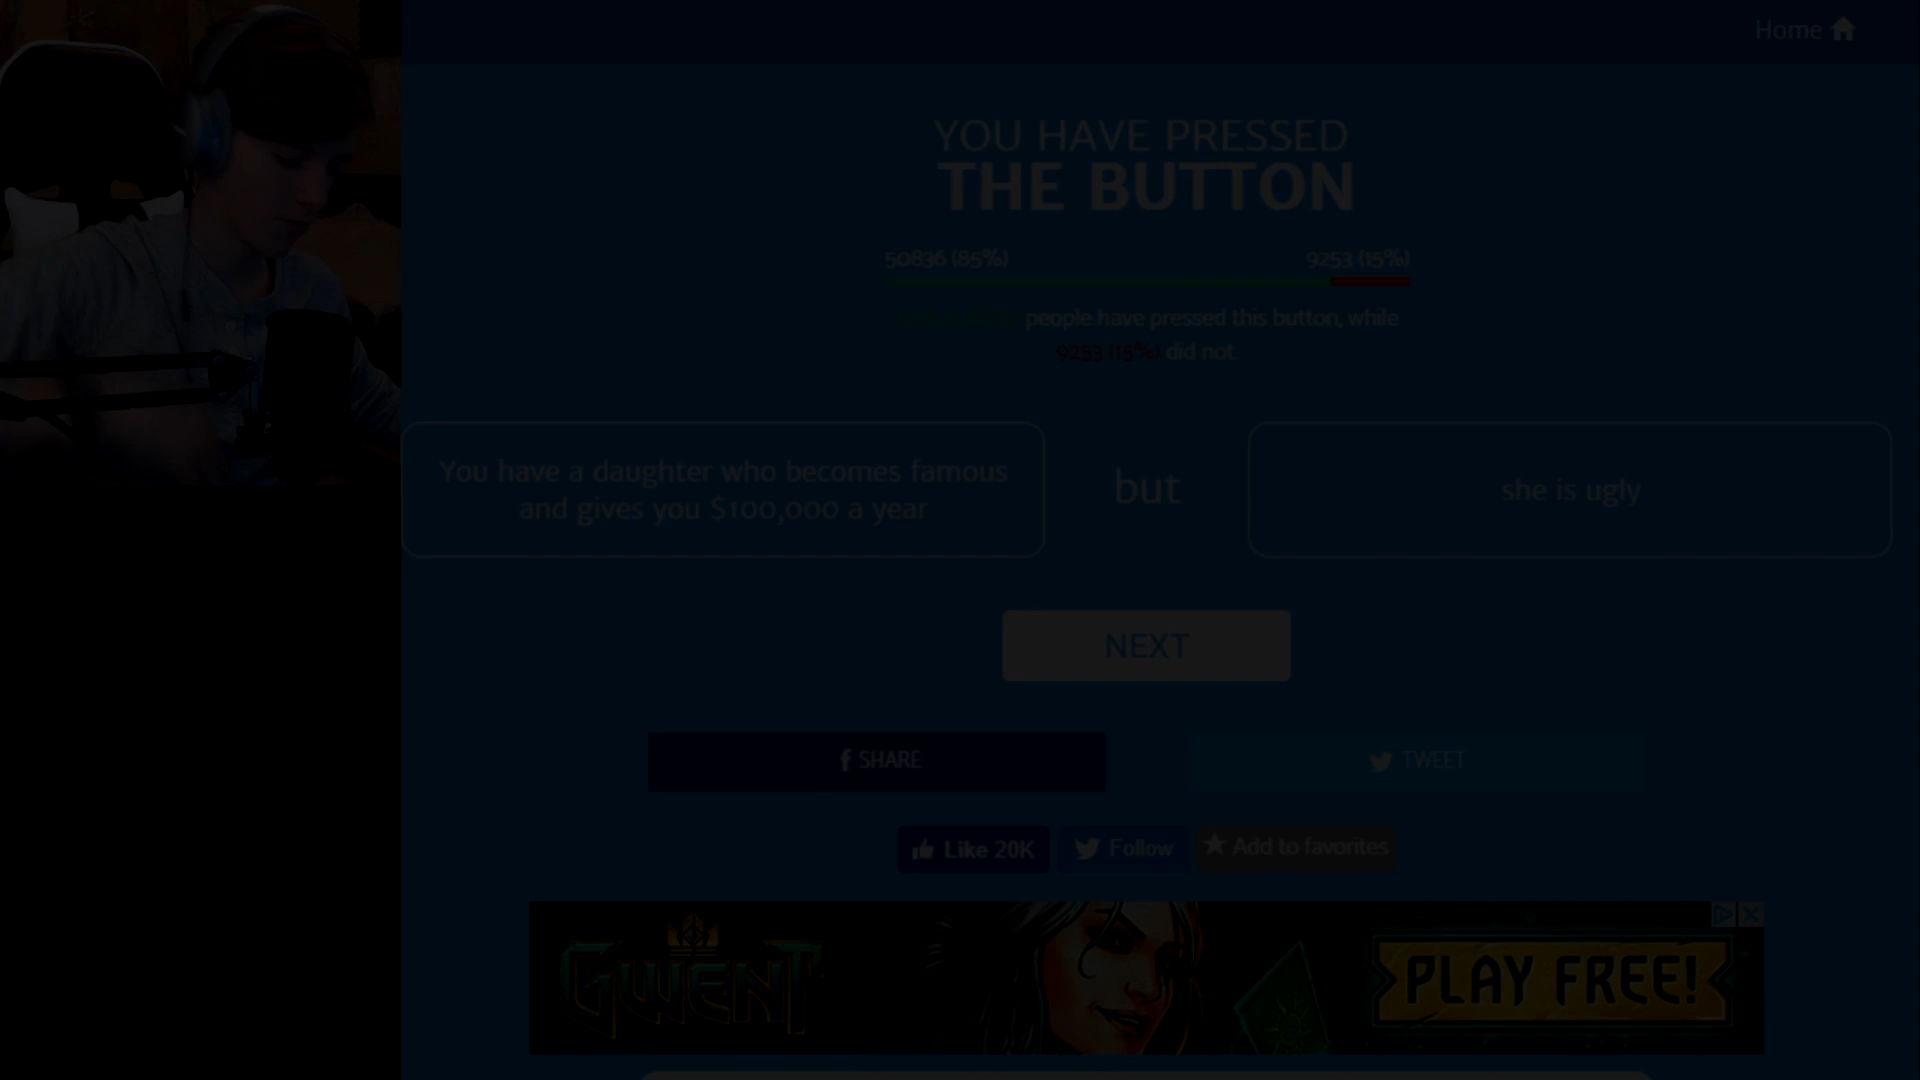 Home
YOU HAVE PRESSED
THE BUTTON
50836 (85%) 9253 (15%)
people have pressed this button, while
9253 (15%) did not.
You have a daughter who becomes famous
and gives you $100,000 a year
but
she is ugly
NEXT
SHARE
TWEET
Like 20K
Follow
Add to favorites
GWENT
PLAY FREE!